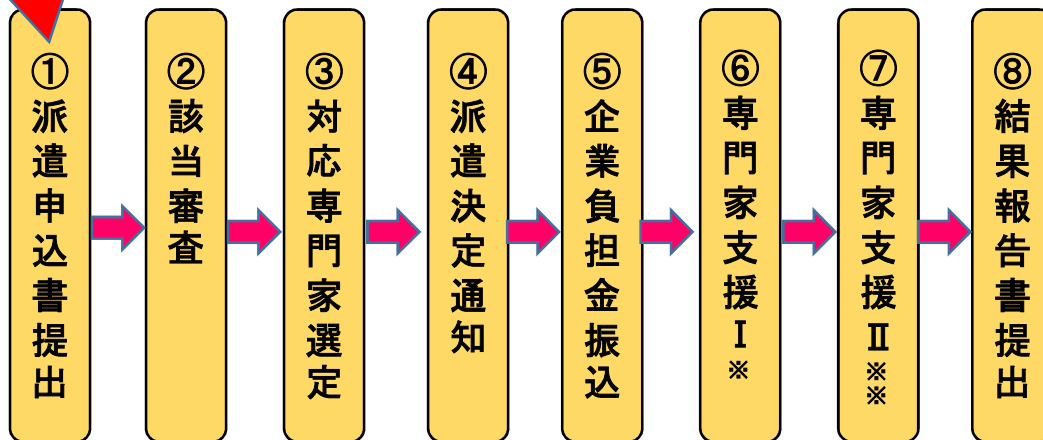 ①派遣申込書提出
②該当審査
③対応専門家選定
④派遣決定通知
⑤企業負担金振込
⑥専門家支援Ⅰ※
⑦専門家支援Ⅱ※※
⑧結果報告書提出